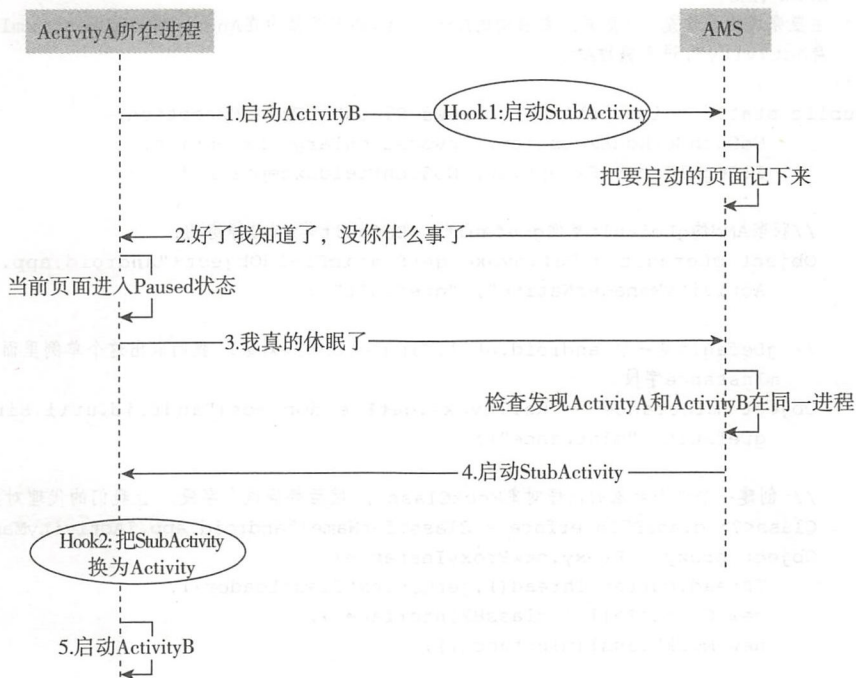 ActivityA所在进程
AMS
1.启动ActivityB
Hook1:启动StubActivity
把要启动的页面记下来
2.好了我知道了，没你什么事了
当前页面进入Paused状态
3.我真的休眠了
检查发现ActivityA和ActivityB在同一进程
4.启动StubActivity
Hook2: 把StubActivity
换为Activity
5.启动ActivityB